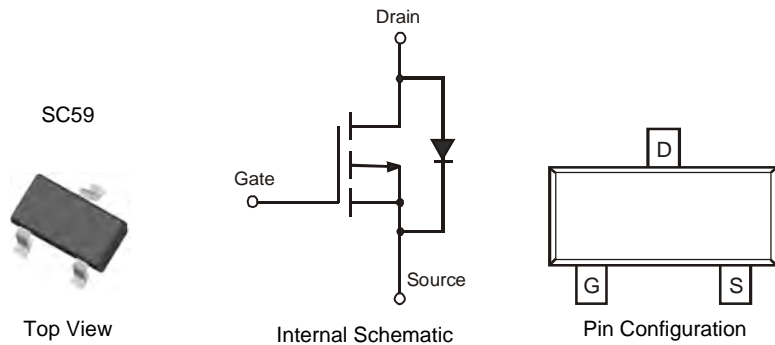 Drain
SC59
D
Gate
G
S
Source
Top View
Internal Schematic
Pin Configuration